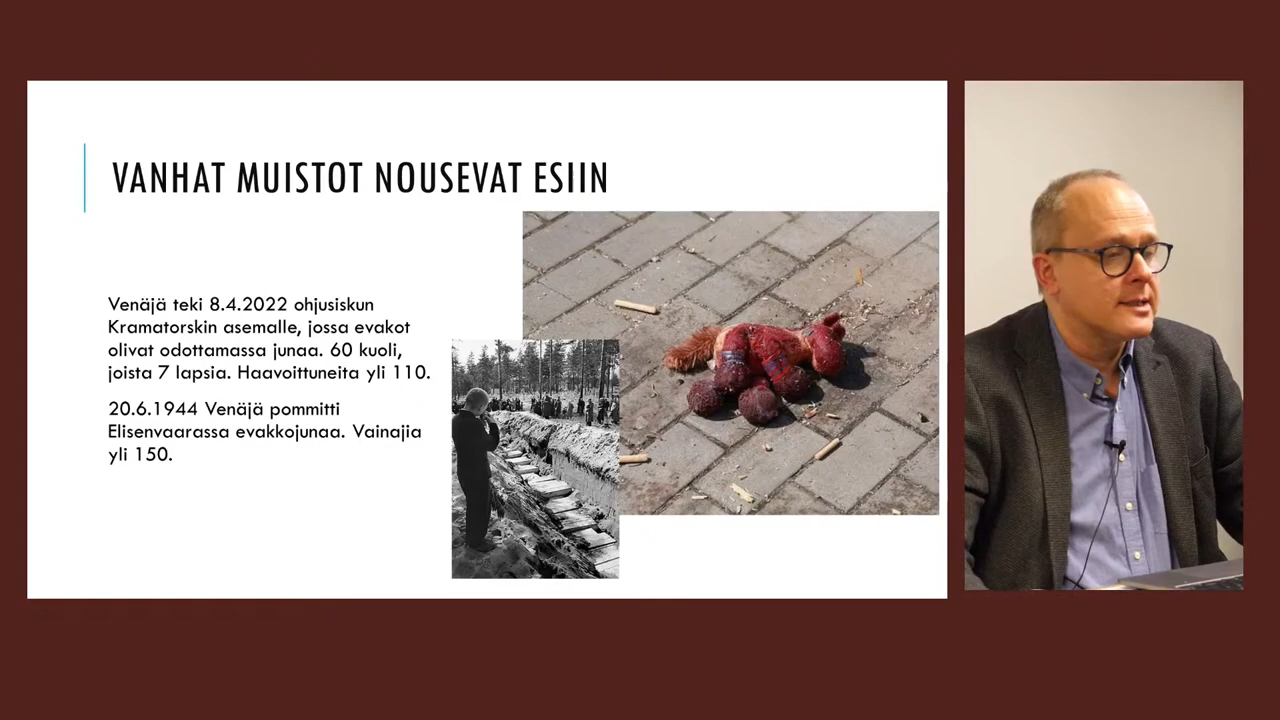 VANHAT MUISTOT NOUSEVAT ESIIN
Venäjä teki 8.4.2022 ohjusiskun
Kramatorskin asemalle, jossa evakot
olivat odottamassa junaa. 60 kuoli,
joista 7 lapsia. Haavoittuneita yli 110.
20.6.1944 Venäjä pommitti
Elisenvaarassa evakkojunaa. Vainajia
yli 150.